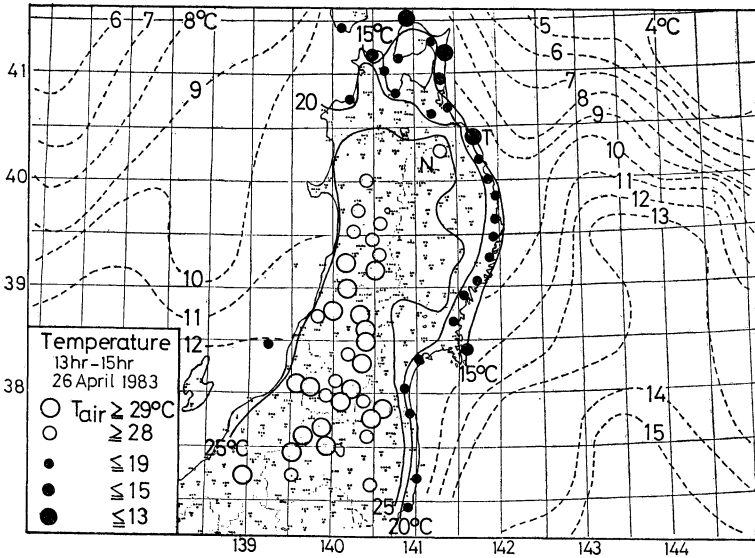 6 7 8°C 5 4°C
15°C 6
41 7
9 8
20 9
T
10
N
40 11
12
13
39 10
11
12
Temperature
13hr-15hr
26 April 1983
Tair ≧ 29°C
≧ 28
≦ 19
≦ 15
≦ 13
38
15°C
14
15
25°C
25
20°C
139 140 141 142 143 144